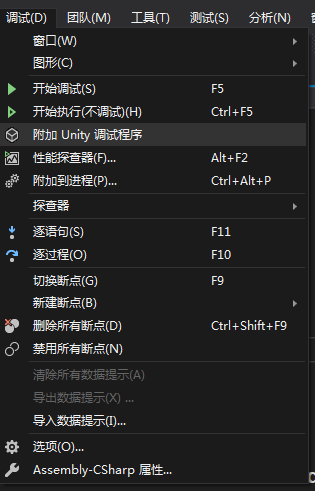 调试(D) 团队(M) 工具(T) 测试(S) 分析(N)
窗口(W)
图形(C)
开始调试(S) F5
开始执行(不调试)(H) Ctrl+F5
附加 Unity 调试程序
性能探查器(F)... Alt+F2
附加到进程(P)... Ctrl+Alt+P
探查器
逐语句(S) F11
逐过程(O) F10
切换断点(G) F9
新建断点(B)
删除所有断点(D) Ctrl+Shift+F9
禁用所有断点(N)
清除所有数据提示(A)
导出数据提示(X) ...
导入数据提示(I)...
选项(O)...
Assembly-CSharp 属性...